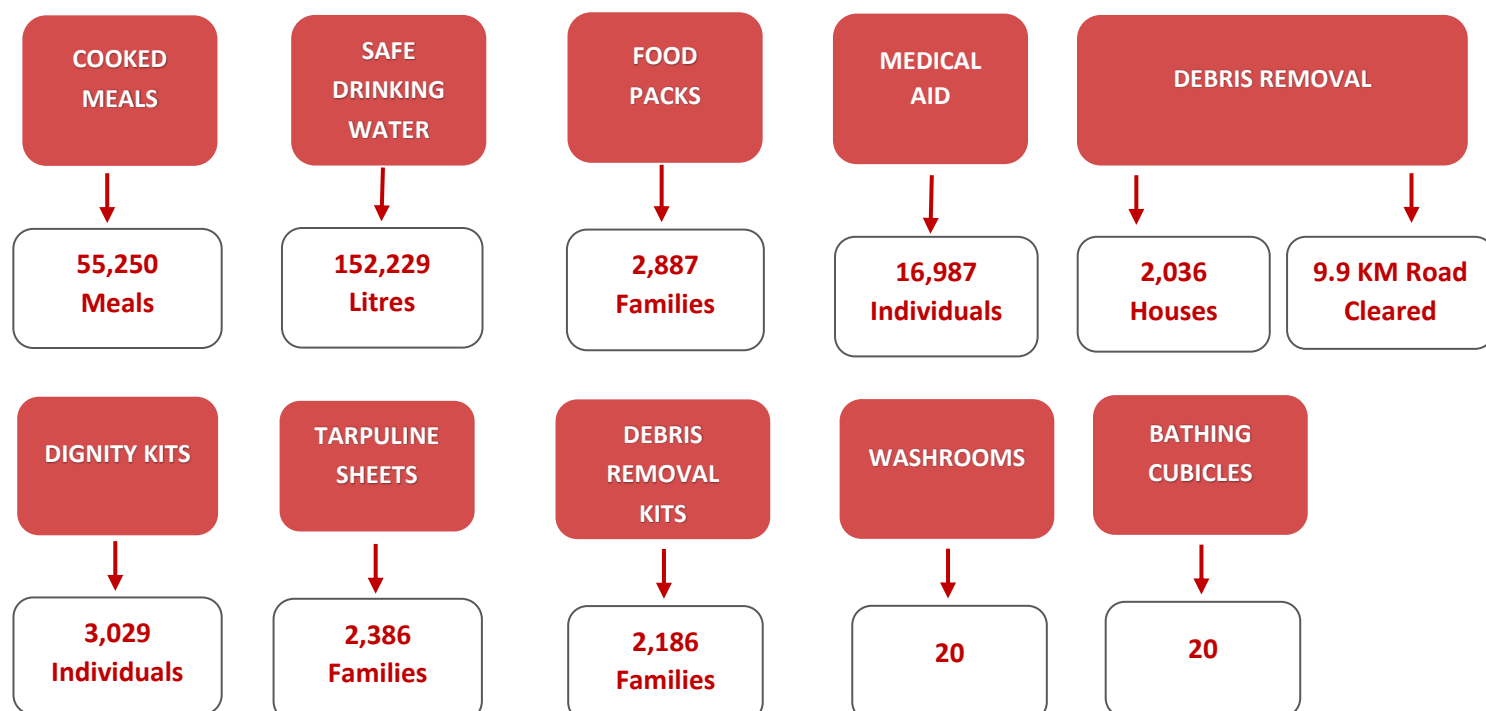 COOKED
MEALS
SAFE
DRINKING
WATER
FOOD
PACKS
MEDICAL
AID
DEBRIS REMOVAL
55,250
Meals
152,229
Litres
2,887
Families
16,987
Individuals
2,036
Houses
9.9 KM Road
Cleared
DIGNITY KITS
TARPULINE
SHEETS
DEBRIS
REMOVAL
KITS
WASHROOMS
BATHING
CUBICLES
3,029
Individuals
2,386
Families
2,186
Families
20
20